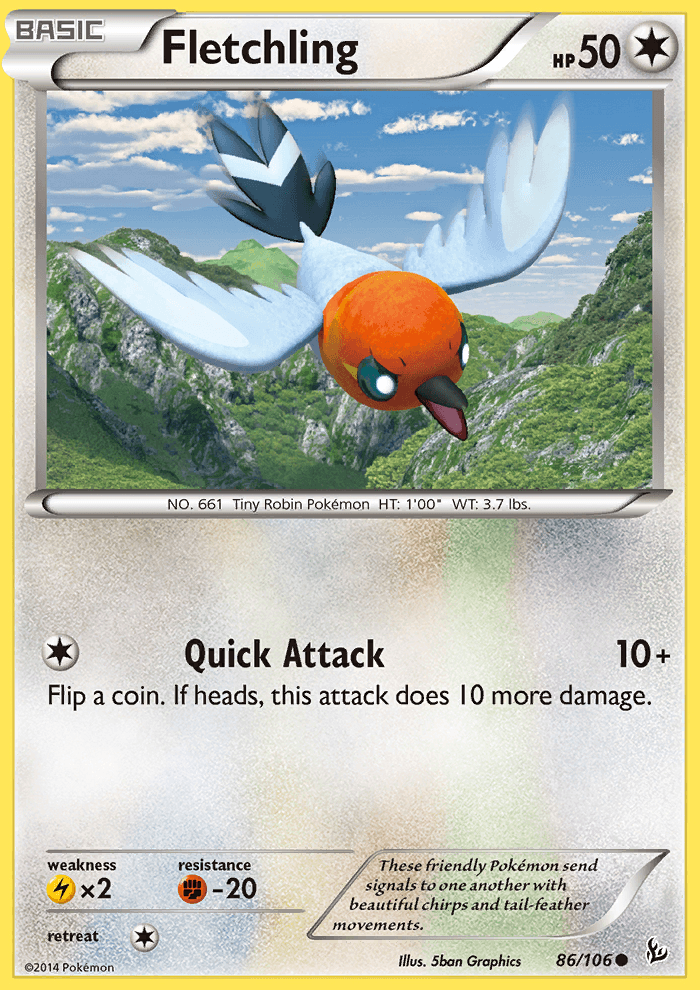 BASIC
Fletchling
HP50
NO. 661 Tiny Robin Pokémon HT: 1'00" WT: 3.7 lbs.
Quick Attack 10+
Flip a coin. If heads, this attack does 10 more damage.
weakness resistance
×2 -20
These friendly Pokémon send
signals to one another with
beautiful chirps and tail-feather
movements.
retreat
©2014 Pokémon
Illus. 5ban Graphics 86/106